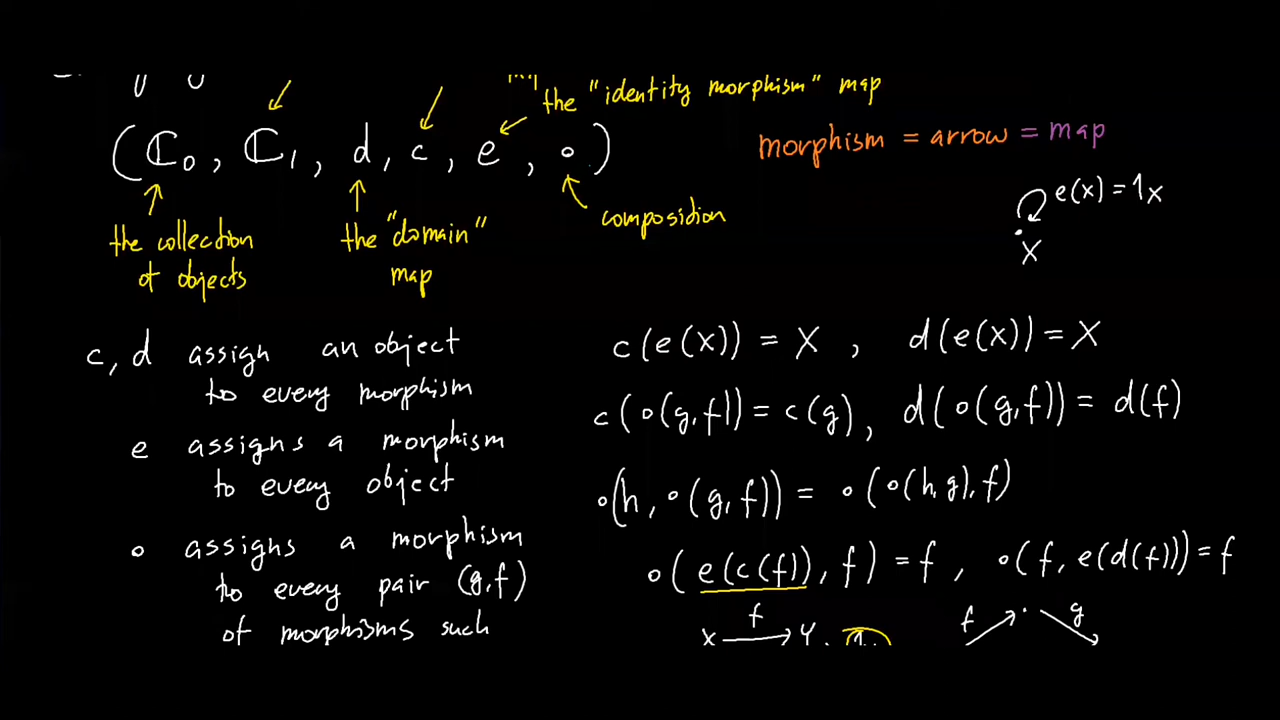 the "identity morphism" map
(ℂ₀, ℂ₁, d, c, e, ∘)
morphism = arrow = map
e(x) = 1x
X
the collection
of objects
the "domain"
map
composition
c, d assign an object
to every morphism
e assigns a morphism
to every object
∘ assigns a morphism
to every pair (g,f)
of morphisms such
c(e(x)) = X , d(e(x)) = X
c(∘(g,f)) = c(g), d(∘(g,f)) = d(f)
∘(h, ∘(g,f)) = ∘(∘(h,g),f)
∘(e(c(f)), f) = f , ∘(f, e(d(f))) = f
f
X → Y
f g